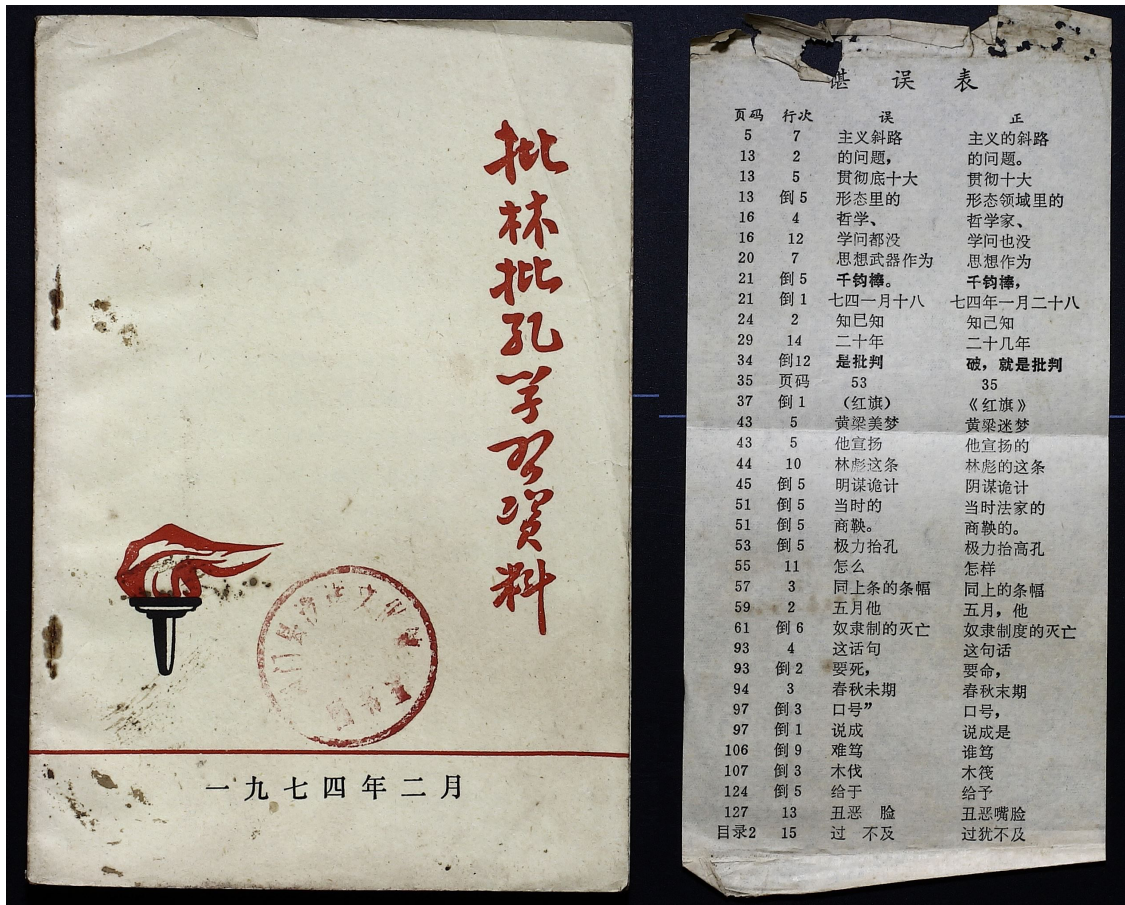 批林批孔学习资料
一九七四年二月
误表
页码 行次 误 正
5 7 主义斜路 主义的斜路
13 2 的问题， 的问题。
13 5 贯彻底十大 贯彻十大
13 倒5 形态里的 形态领域里的
16 4 哲学、 哲学家、
16 12 学问都没 学问也没
20 7 思想武器作为 思想作为
21 倒5 千钧棒。 千钧棒，
21 倒1 七四一月十八 七四年一月二十八
24 2 知巳知 知己知
29 14 二十年 二十几年
34 倒12 是批判 破，就是批判
35 页码 53 35
37 倒1 （红旗） 《红旗》
43 5 黄梁美梦 黄梁迷梦
43 5 他宣扬 他宣扬的
44 10 林彪这条 林彪的这条
45 倒5 明谋诡计 阴谋诡计
51 倒5 当时的 当时法家的
51 倒5 商鞅。 商鞅的。
53 倒5 极力抬孔 极力抬高孔
55 11 怎么 怎样
57 3 同上条的条幅 同上的条幅
59 2 五月他 五月，他
61 倒6 奴隶制的灭亡 奴隶制度的灭亡
93 4 这话句 这句话
93 倒2 要死， 要命，
94 3 春秋未期 春秋末期
97 倒3 口号” 口号，
97 倒1 说成 说成是
106 倒9 难笃 谁笃
107 倒3 木伐 木筏
124 倒5 给于 给予
127 13 丑恶 脸 丑恶嘴脸
目录2 15 过 不及 过犹不及